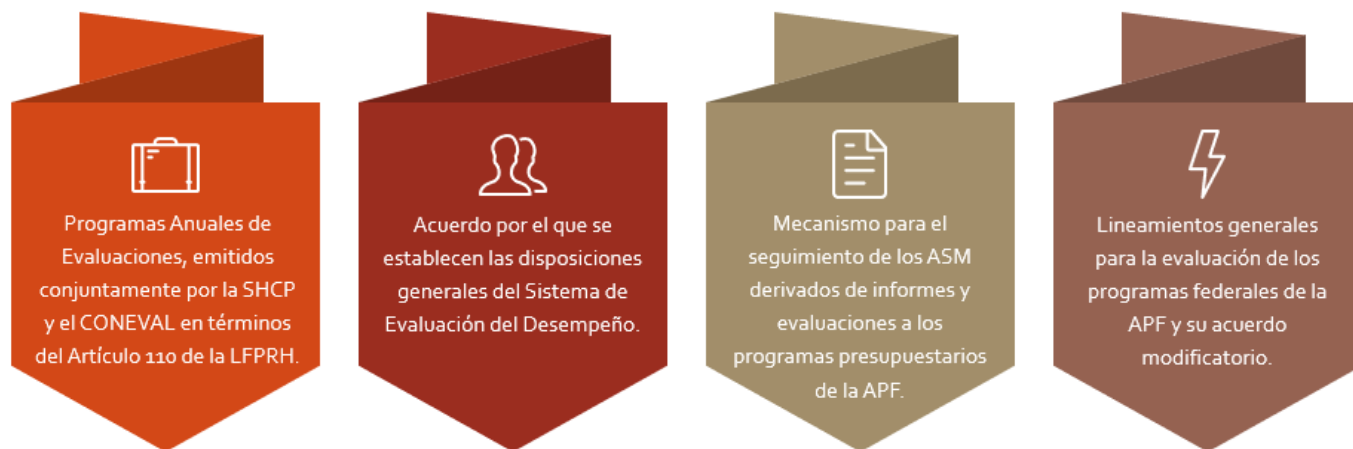 Programas Anuales de
Evaluaciones, emitidos
conjuntamente por la SHCP
y el CONEVAL en términos
del Artículo 110 de la LFPRH.
Acuerdo por el que se
establecen las disposiciones
generales del Sistema de
Evaluación del Desempeño.
Mecanismo para el
seguimiento de los ASM
derivados de informes y
evaluaciones a los
programas presupuestarios
de la APF.
Lineamientos generales
para la evaluación de los
programas federales de la
APF y su acuerdo
modificatorio.